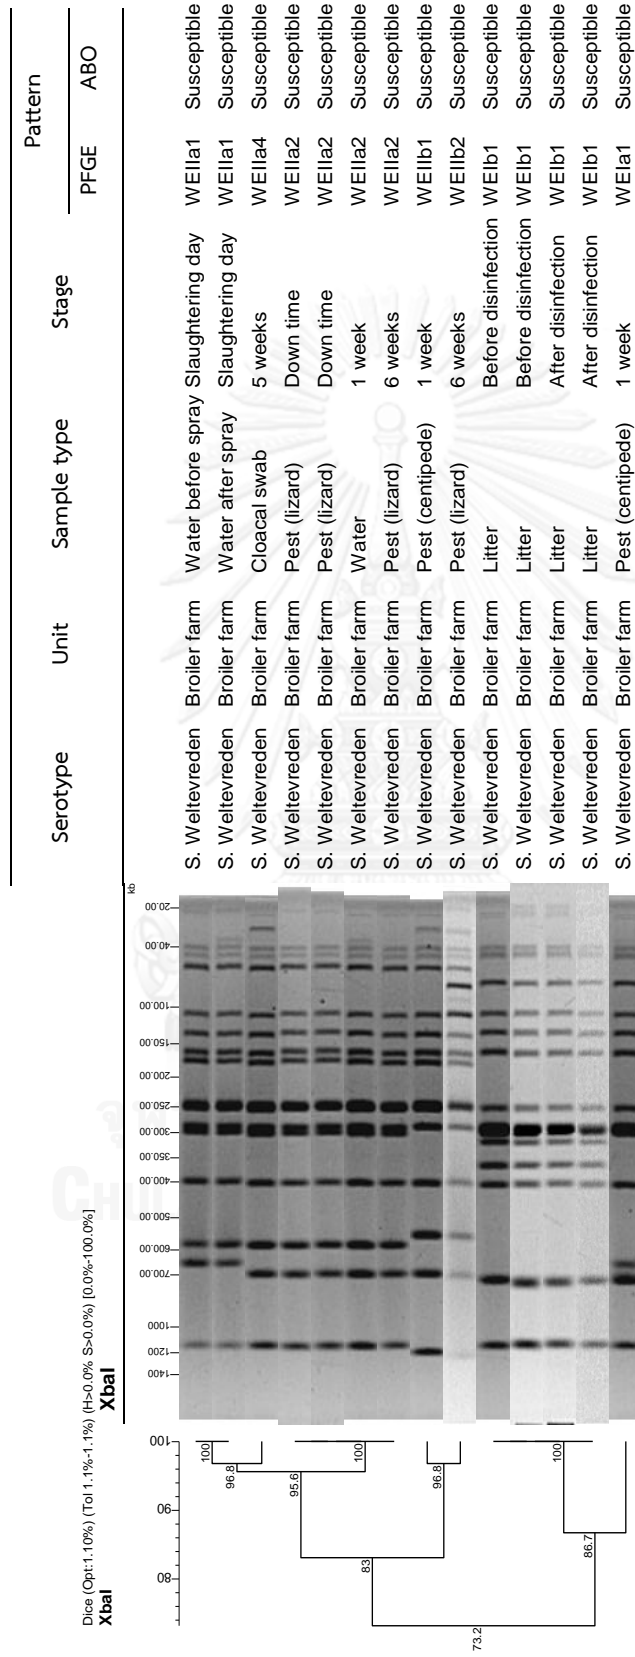 Pattern
Serotype Unit Sample type Stage PFGE ABO
Dice (Opt:1.10%) (Tol 1.1%-1.1%) (H>0.0% S>0.0%) [0.0%-100.0%]
XbaI XbaI
80 90 100
1400 1200 1000 700.00 600.00 500.00 400.00 350.00 300.00 250.00 200.00 150.00 100.00 40.00 20.00 kb
S. Weltevreden Broiler farm Water before spray Slaughtering day WEIIa1 Susceptible
100
S. Weltevreden Broiler farm Water after spray Slaughtering day WEIIa1 Susceptible
96.8
S. Weltevreden Broiler farm Cloacal swab 5 weeks WEIIa4 Susceptible
S. Weltevreden Broiler farm Pest (lizard) Down time WEIIa2 Susceptible
95.6
S. Weltevreden Broiler farm Pest (lizard) Down time WEIIa2 Susceptible
S. Weltevreden Broiler farm Water 1 week WEIIa2 Susceptible
83 100
S. Weltevreden Broiler farm Pest (lizard) 6 weeks WEIIa2 Susceptible
S. Weltevreden Broiler farm Pest (centipede) 1 week WEIIb1 Susceptible
96.8
S. Weltevreden Broiler farm Pest (lizard) 6 weeks WEIIb2 Susceptible
73.2
S. Weltevreden Broiler farm Litter Before disinfection WEIb1 Susceptible
S. Weltevreden Broiler farm Litter Before disinfection WEIb1 Susceptible
S. Weltevreden Broiler farm Litter After disinfection WEIb1 Susceptible
100
S. Weltevreden Broiler farm Litter After disinfection WEIb1 Susceptible
86.7
S. Weltevreden Broiler farm Pest (centipede) 1 week WEIa1 Susceptible